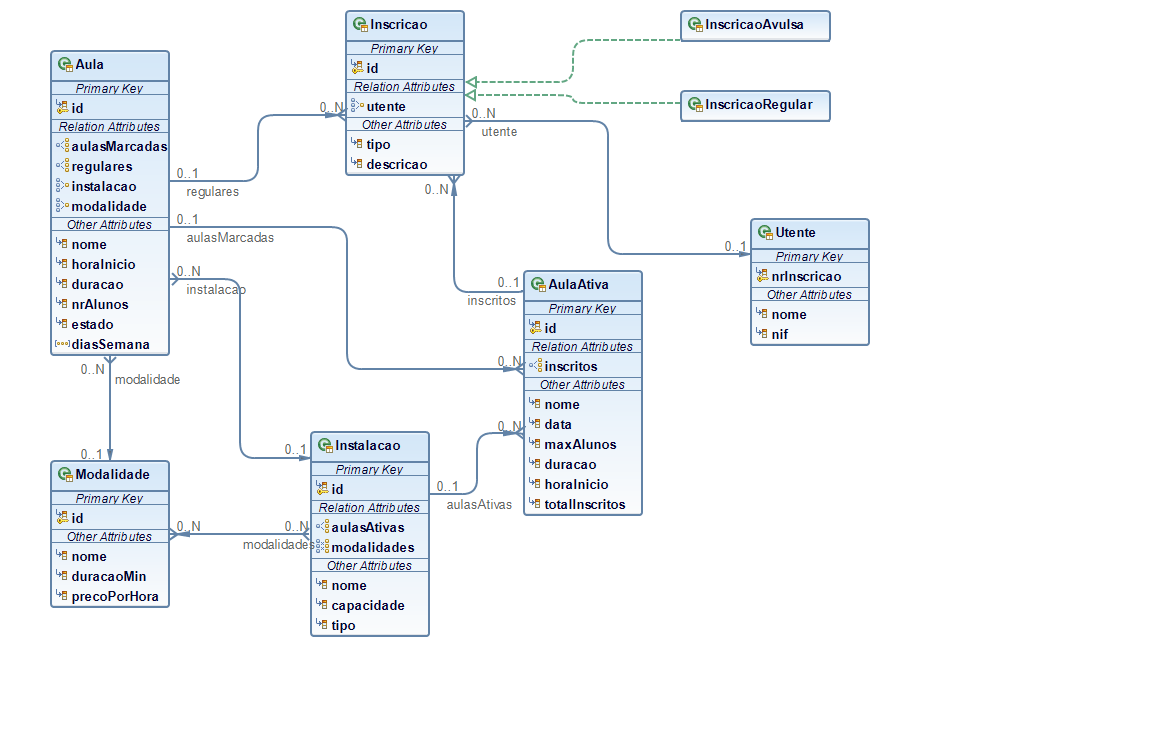 Inscricao
Primary Key
id
Relation Attributes
utente
Other Attributes
tipo
descricao
InscricaoAvulsa
InscricaoRegular
Aula
Primary Key
id
Relation Attributes
aulasMarcadas
regulares
instalacao
modalidade
Other Attributes
nome
horaInicio
duracao
nrAlunos
estado
diasSemana
0..1
regulares
0..N
0..N
utente
0..1
0..1
aulasMarcadas
0..N
0..N
instalacao
0..1
0..N
modalidade
0..1
0..N
0..1
inscritos
Utente
Primary Key
nrInscricao
Other Attributes
nome
nif
AulaAtiva
Primary Key
id
Relation Attributes
inscritos
Other Attributes
nome
data
maxAlunos
duracao
horaInicio
totalInscritos
Modalidade
Primary Key
id
Other Attributes
nome
duracaoMin
precoPorHora
0..N
0..N
modalidades
Instalacao
Primary Key
id
Relation Attributes
aulasAtivas
modalidades
Other Attributes
nome
capacidade
tipo
0..1
aulasAtivas
0..N